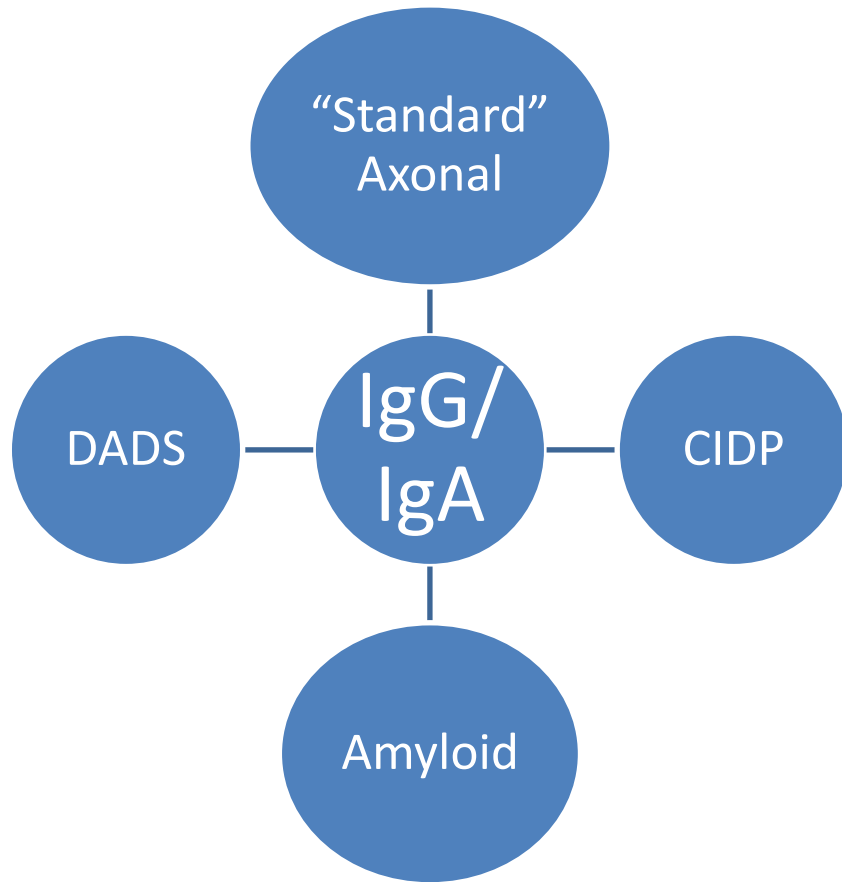 “Standard”
Axonal
DADS
IgG/
IgA
CIDP
Amyloid